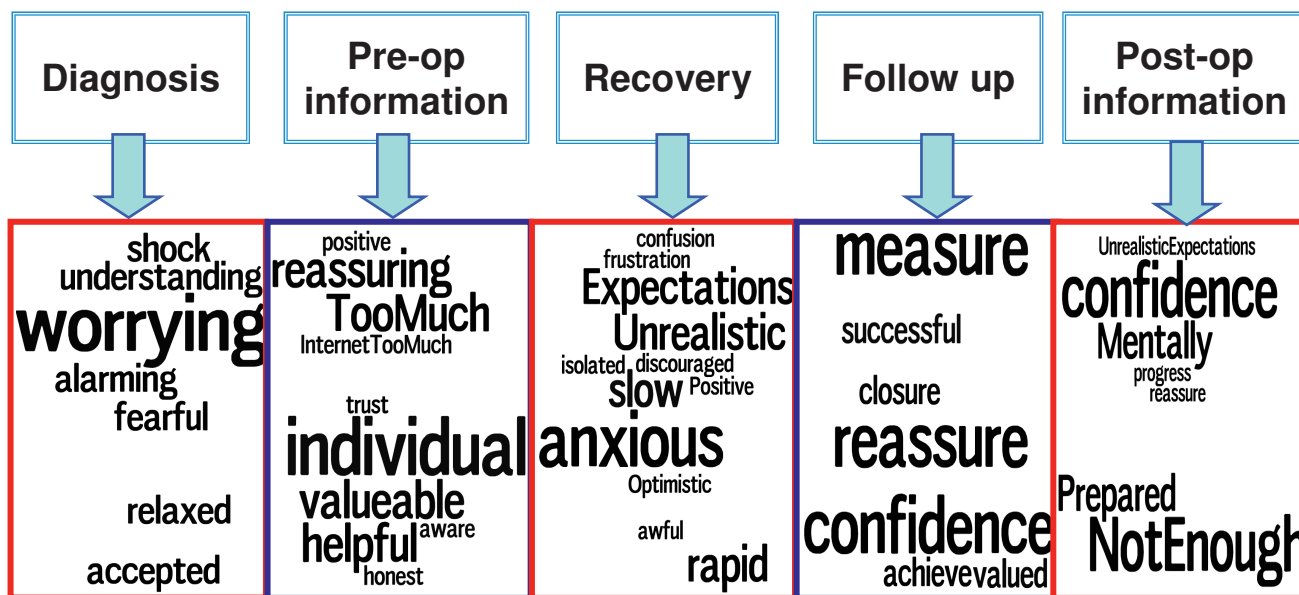 Diagnosis
Pre-op
information
Recovery
Follow up
Post-op
information
shock
understanding
worrying
alarming
fearful
relaxed
accepted
positive
reassuring
TooMuch
InternetTooMuch
trust
individual
valueable
helpful
aware
honest
confusion
frustration
Expectations
Unrealistic
isolated
discouraged
slow
Positive
anxious
Optimistic
awful
rapid
measure
successful
closure
reassure
confidence
achieve
valued
UnrealisticExpectations
confidence
Mentally
progress
reassure
Prepared
NotEnough